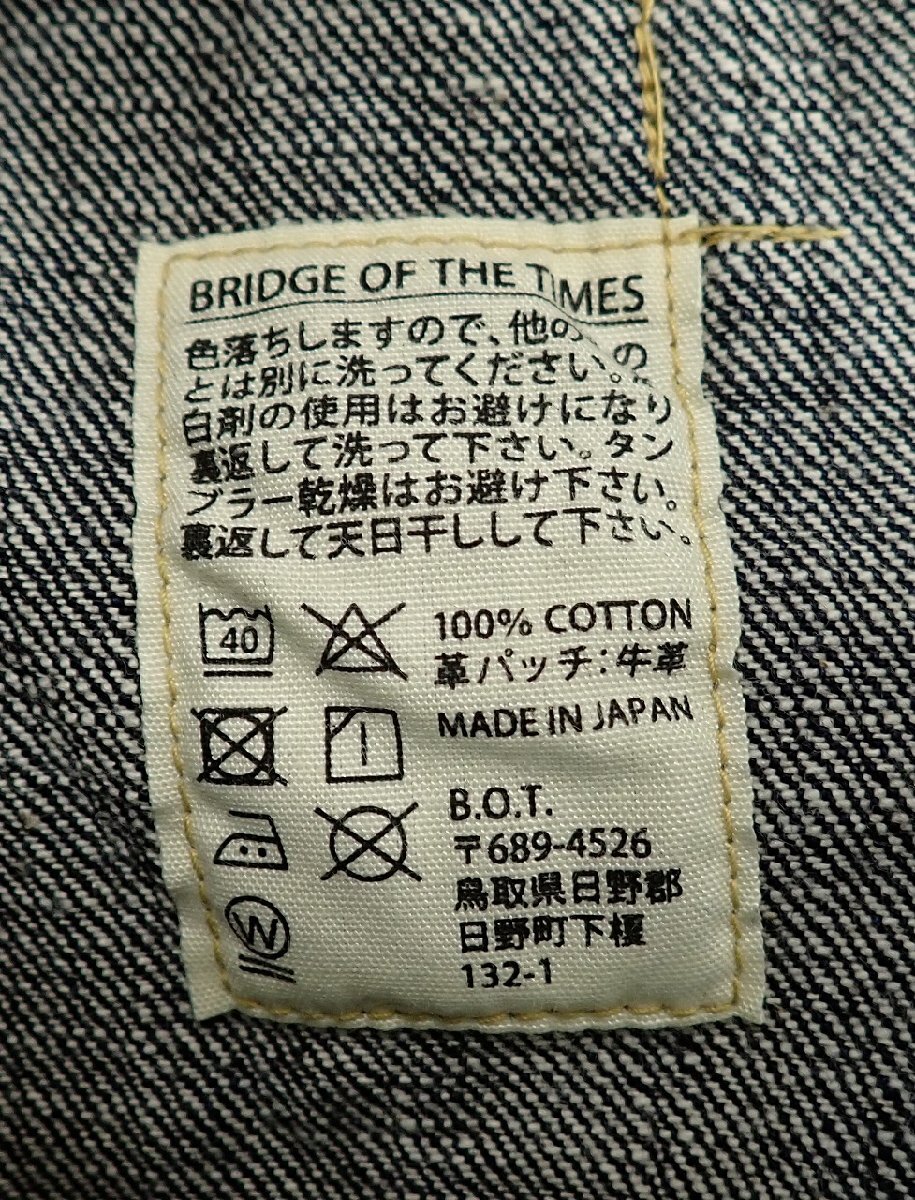 BRIDGE OF THE TIMES
色落ちしますので、他の
とは別に洗ってください。の
白剤の使用はお避けになり
裏返して洗って下さい。タン
ブラー乾燥はお避け下さい。
裏返して天日干しして下さい。
40
100% COTTON
革パッチ:牛革
MADE IN JAPAN
W
B.O.T.
〒689-4526
鳥取県日野郡
日野町下榎
132-1